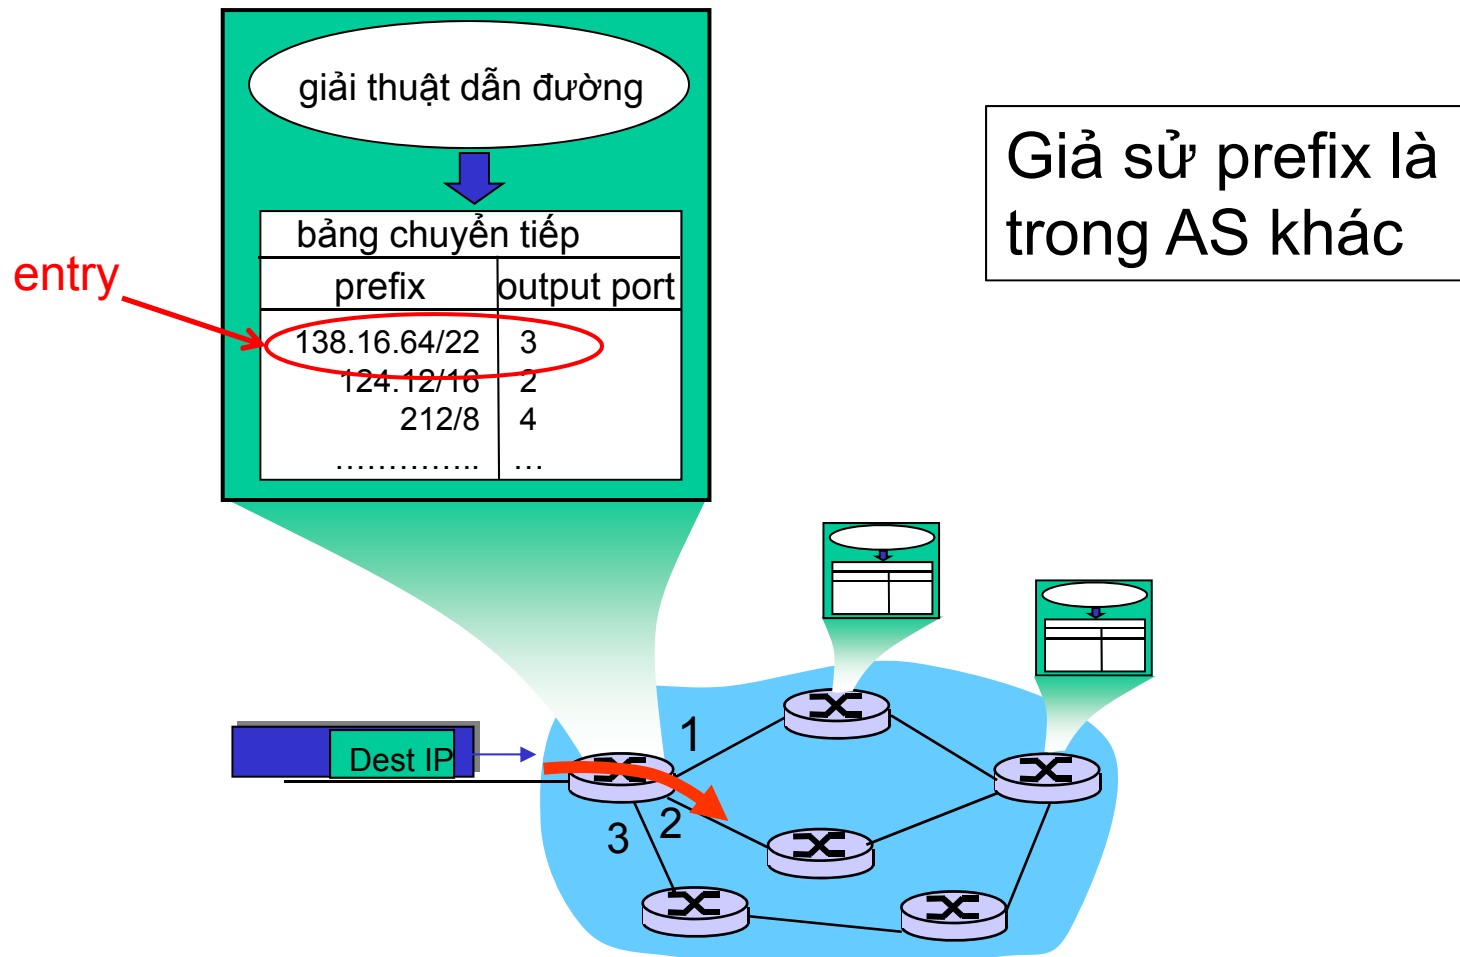 giải thuật dẫn đường
Giả sử prefix là
trong AS khác
bảng chuyển tiếp
entry
prefix output port
138.16.64/22 3
124.12/16 2
212/8 4
………….. …
1
Dest IP
2
3